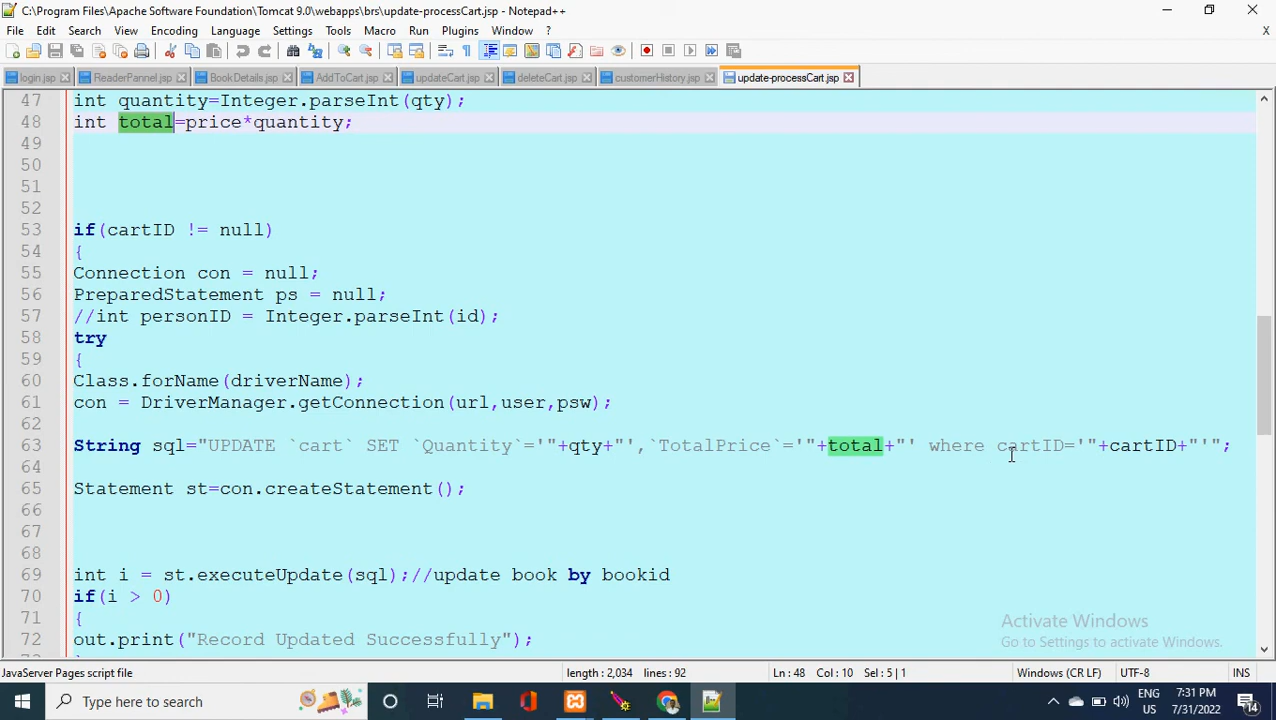 C:\Program Files\Apache Software Foundation\Tomcat 9.0\webapps\brs\update-processCart.jsp - Notepad++
File Edit Search View Encoding Language Settings Tools Macro Run Plugins Window ? X
login.jsp ReaderPannel.jsp BookDetails.jsp AddToCart.jsp updateCart.jsp deleteCart.jsp customerHistory.jsp update-processCart.jsp
47 int quantity=Integer.parseInt(qty);
48 int total=price*quantity;
49
50
51
52
53 if(cartID != null)
54 {
55 Connection con = null;
56 PreparedStatement ps = null;
57 //int personID = Integer.parseInt(id);
58 try
59 {
60 Class.forName(driverName);
61 con = DriverManager.getConnection(url,user,psw);
62
63 String sql="UPDATE `cart` SET `Quantity`='"+qty+"',`TotalPrice`='"+total+"' where cartID='"+cartID+"'";
64
65 Statement st=con.createStatement();
66
67
68
69 int i = st.executeUpdate(sql);//update book by bookid
70 if(i > 0)
71 {
72 out.print("Record Updated Successfully");
Activate Windows
Go to Settings to activate Windows.
JavaServer Pages script file length : 2,034 lines : 92 Ln : 48 Col : 10 Sel : 5 | 1 Windows (CR LF) UTF-8 INS
Type here to search
ENG US
7:31 PM
7/31/2022
14